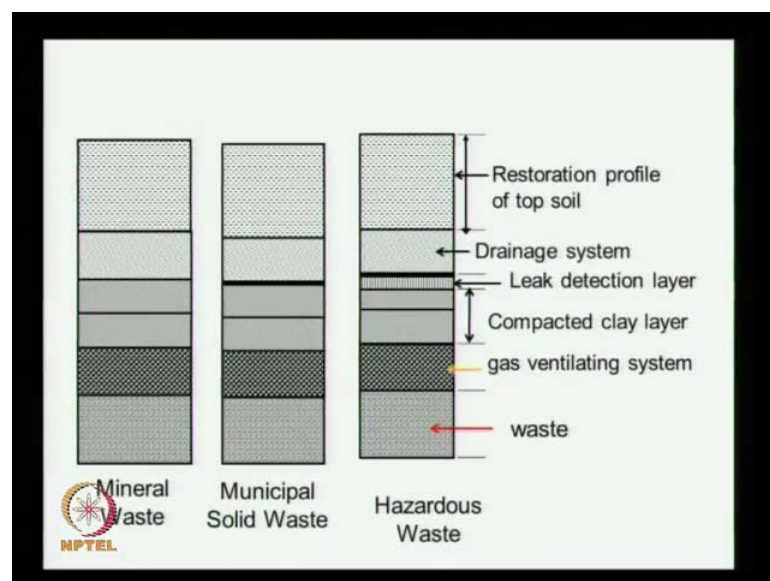 Restoration profile
of top soil
Drainage system
Leak detection layer
Compacted clay layer
gas ventilating system
waste
Mineral
Waste
Municipal
Solid Waste
Hazardous
Waste
NPTEL